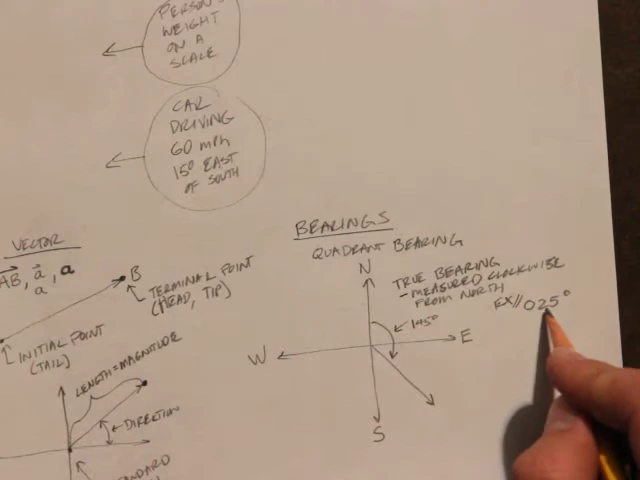 PERSON'S
WEIGHT
ON A
SCALE
CAR
DRIVING
60 mph
15° EAST
OF SOUTH
VECTOR
AB, a, a
a
B
TERMINAL POINT
(HEAD, TIP)
INITIAL POINT
(TAIL)
LENGTH=MAGNITUDE
DIRECTION
BEARINGS
QUADRANT BEARING
N
TRUE BEARING
-MEASURED CLOCKWISE
FROM NORTH
EX// 025°
145°
W
E
S